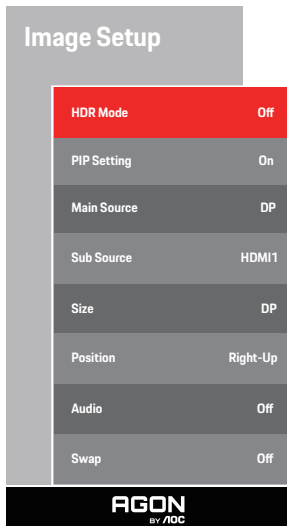 Image Setup
HDR Mode Off
PIP Setting On
Main Source DP
Sub Source HDMI1
Size DP
Position Right-Up
Audio Off
Swap Off
AGON
BY AOC